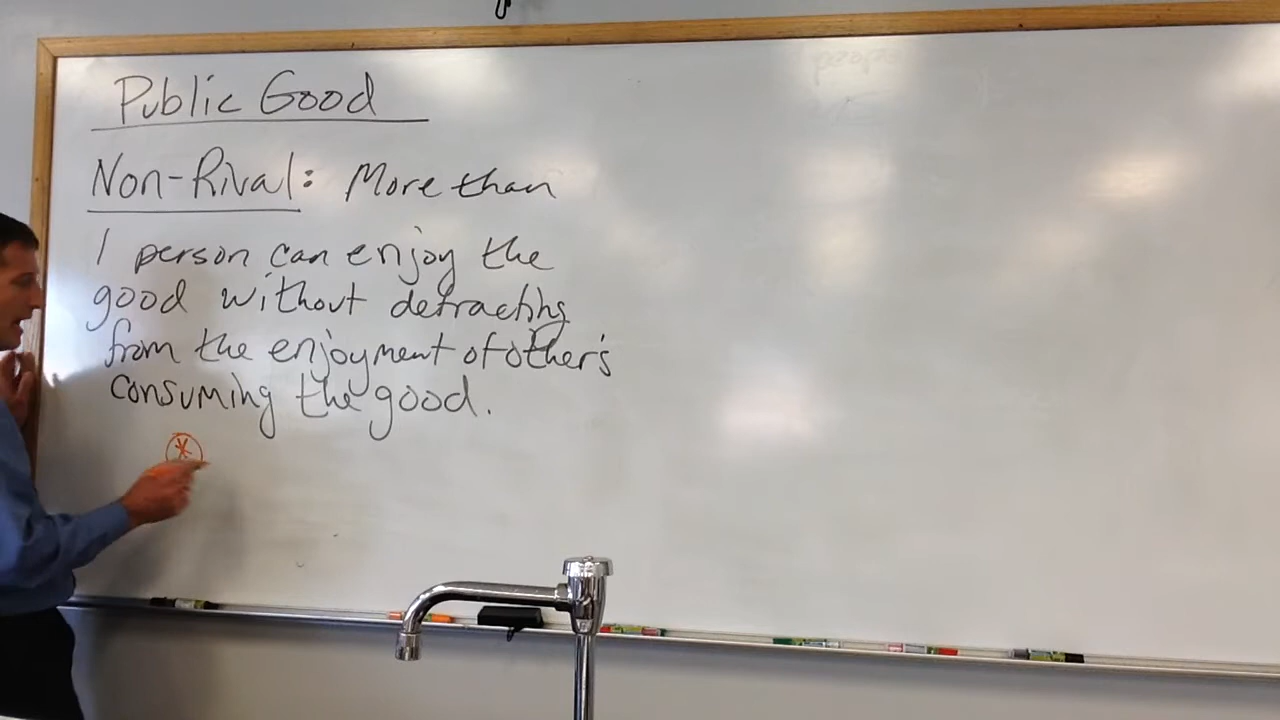 Public Good
Non-Rival: More than
1 person can enjoy the
good without detracting
from the enjoyment of other's
consuming the good.
*